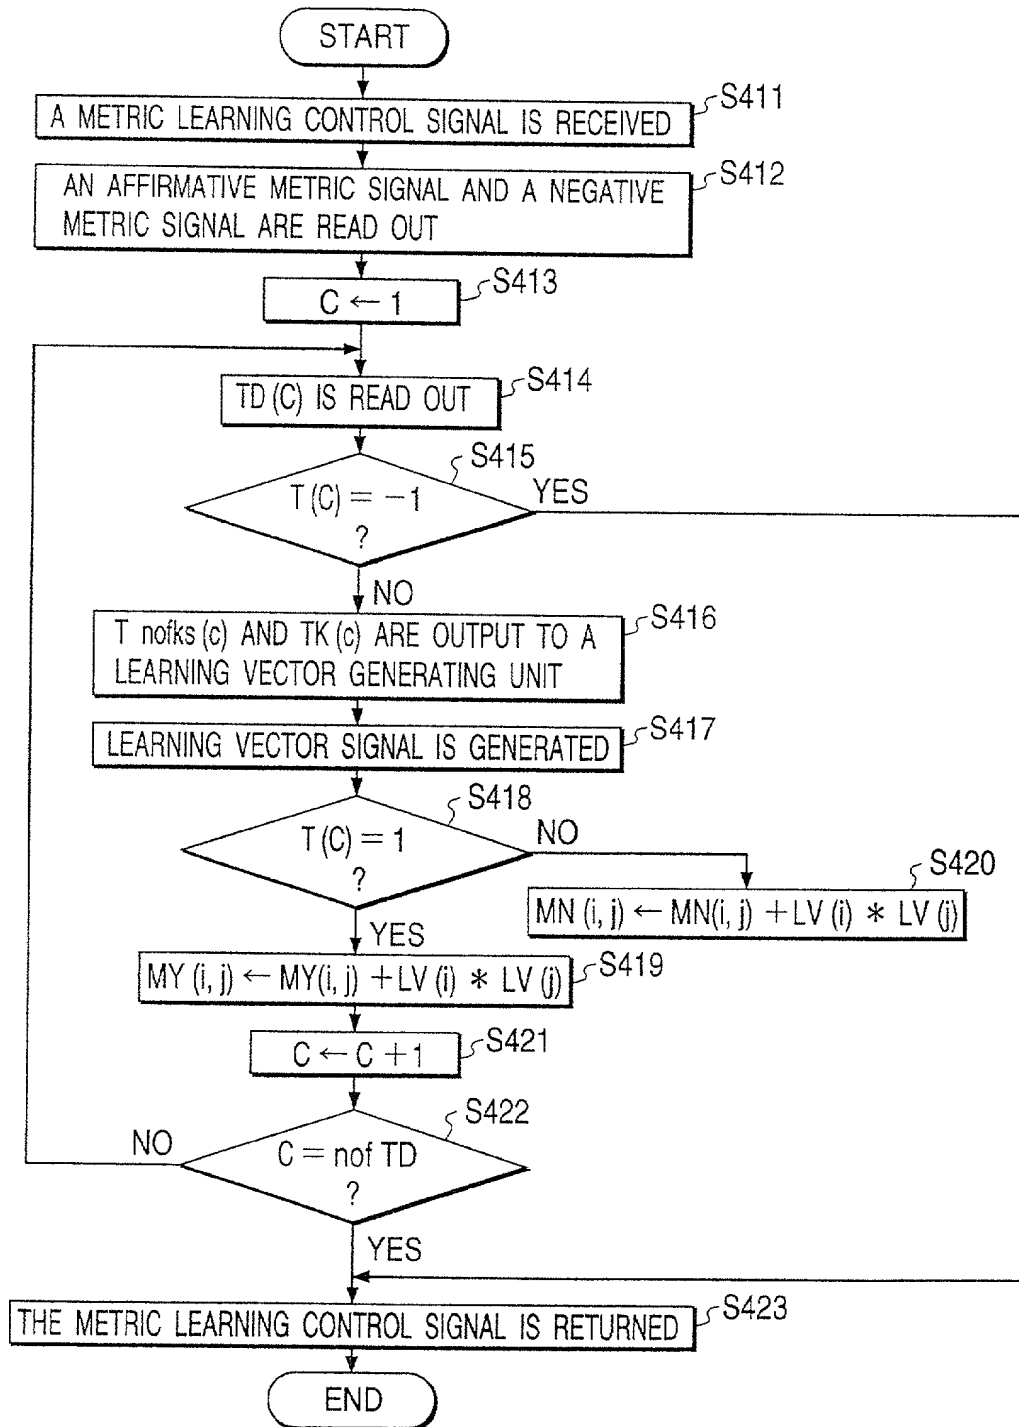 START
S411
A METRIC LEARNING CONTROL SIGNAL IS RECEIVED
S412
AN AFFIRMATIVE METRIC SIGNAL AND A NEGATIVE
METRIC SIGNAL ARE READ OUT
S413
C ← 1
S414
TD (C) IS READ OUT
S415
T (C) = −1
?
YES
NO
S416
T nofks (c) AND TK (c) ARE OUTPUT TO A
LEARNING VECTOR GENERATING UNIT
S417
LEARNING VECTOR SIGNAL IS GENERATED
S418
T (C) = 1
?
NO
YES
S420
MN (i, j) ← MN(i, j) +LV (i) * LV (j)
S419
MY (i, j) ← MY(i, j) +LV (i) * LV (j)
S421
C ← C +1
S422
C = nof TD
?
NO
YES
S423
THE METRIC LEARNING CONTROL SIGNAL IS RETURNED
END